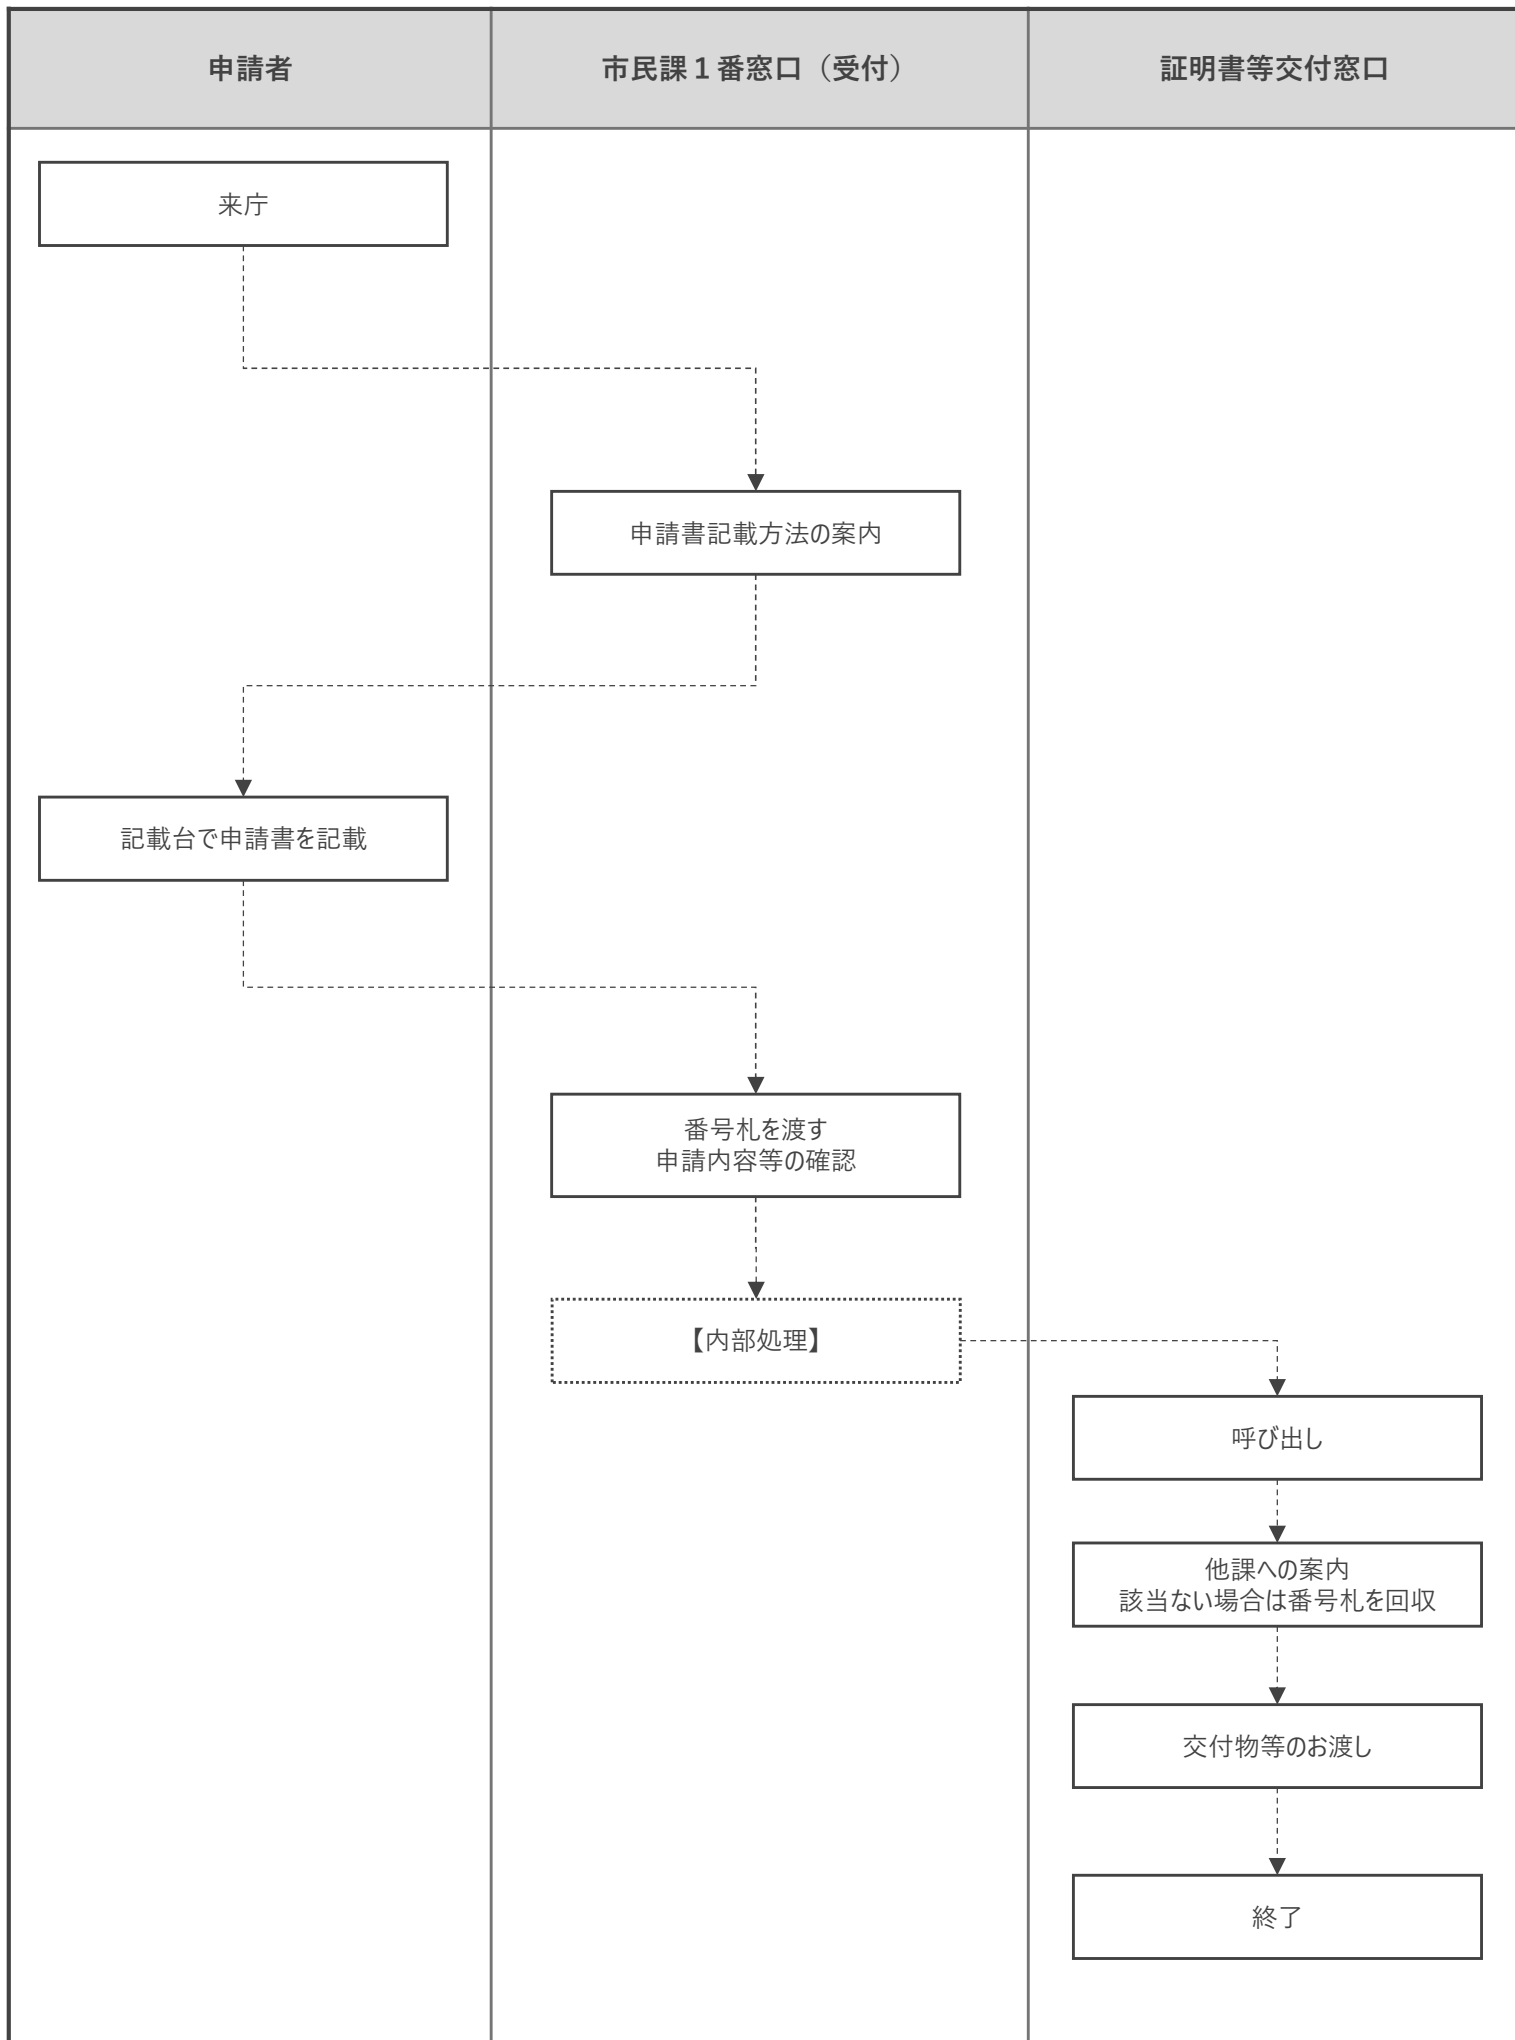 申請者
市民課１番窓口（受付）
証明書等交付窓口
来庁
申請書記載方法の案内
記載台で申請書を記載
番号札を渡す
申請内容等の確認
【内部処理】
呼び出し
他課への案内
該当ない場合は番号札を回収
交付物等のお渡し
終了